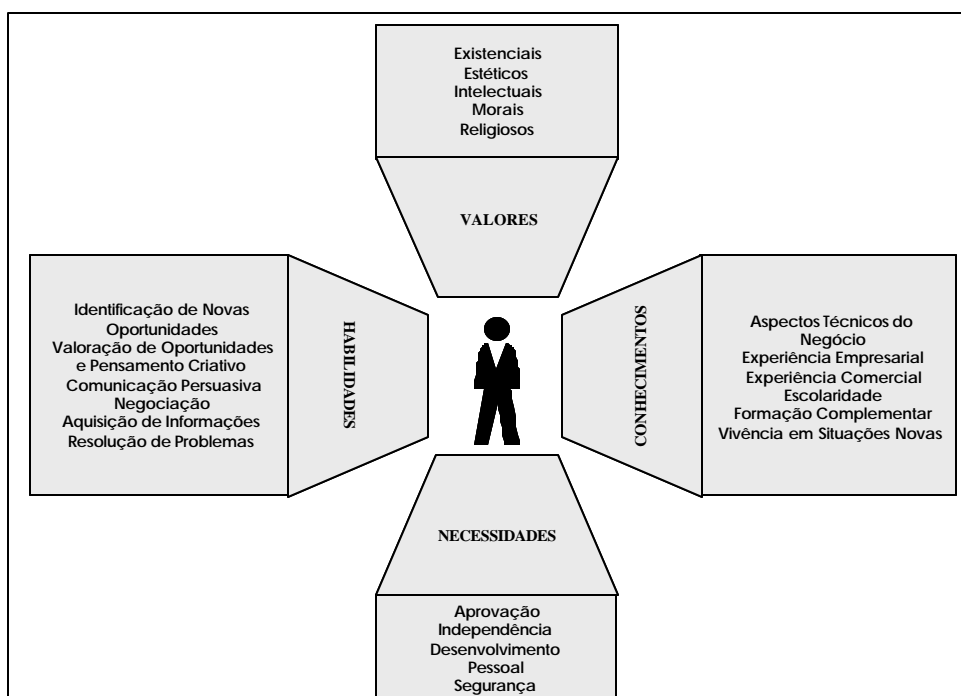 Existenciais
Estéticos
Intelectuais
Morais
Religiosos
VALORES
Identificação de Novas
Oportunidades
Valoração de Oportunidades
e Pensamento Criativo
Comunicação Persuasiva
Negociação
Aquisição de Informações
Resolução de Problemas
HABILIDADES
CONHECIMENTOS
Aspectos Técnicos do
Negócio
Experiência Empresarial
Experiência Comercial
Escolaridade
Formação Complementar
Vivência em Situações Novas
NECESSIDADES
Aprovação
Independência
Desenvolvimento
Pessoal
Segurança